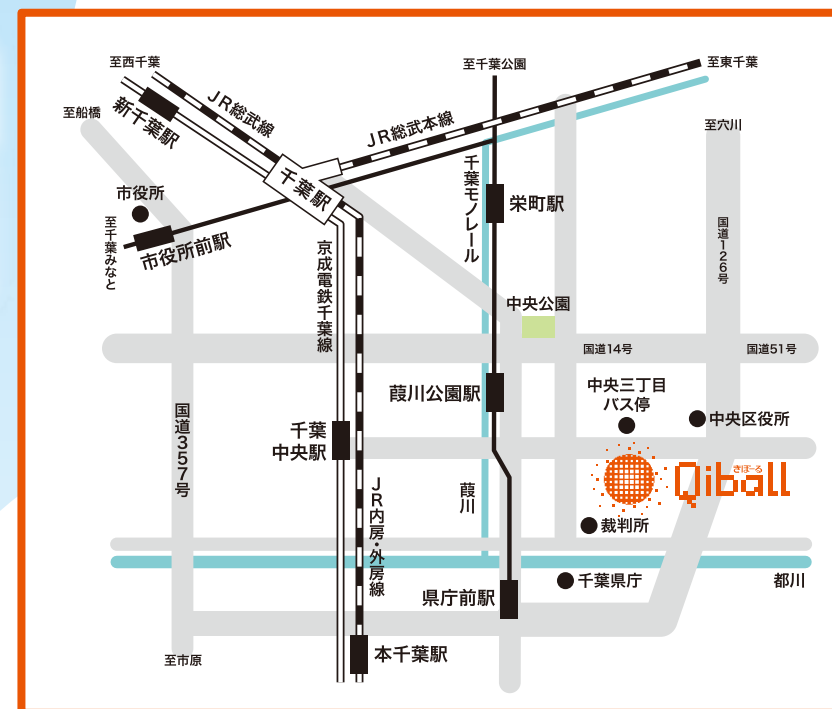 至西千葉
至千葉公園
至東千葉
JR総武線
至船橋
新千葉駅
JR総武本線
至穴川
千葉駅
市役所
千葉モノレール
栄町駅
至千葉みなと
市役所前駅
京成電鉄千葉線
国道126号
中央公園
国道14号
国道51号
葭川公園駅
中央三丁目
バス停
国道357号
中央区役所
千葉
中央駅
きぼーる
Qiball
JR内房・外房線
葭川
裁判所
県庁前駅
千葉県庁
都川
本千葉駅
至市原